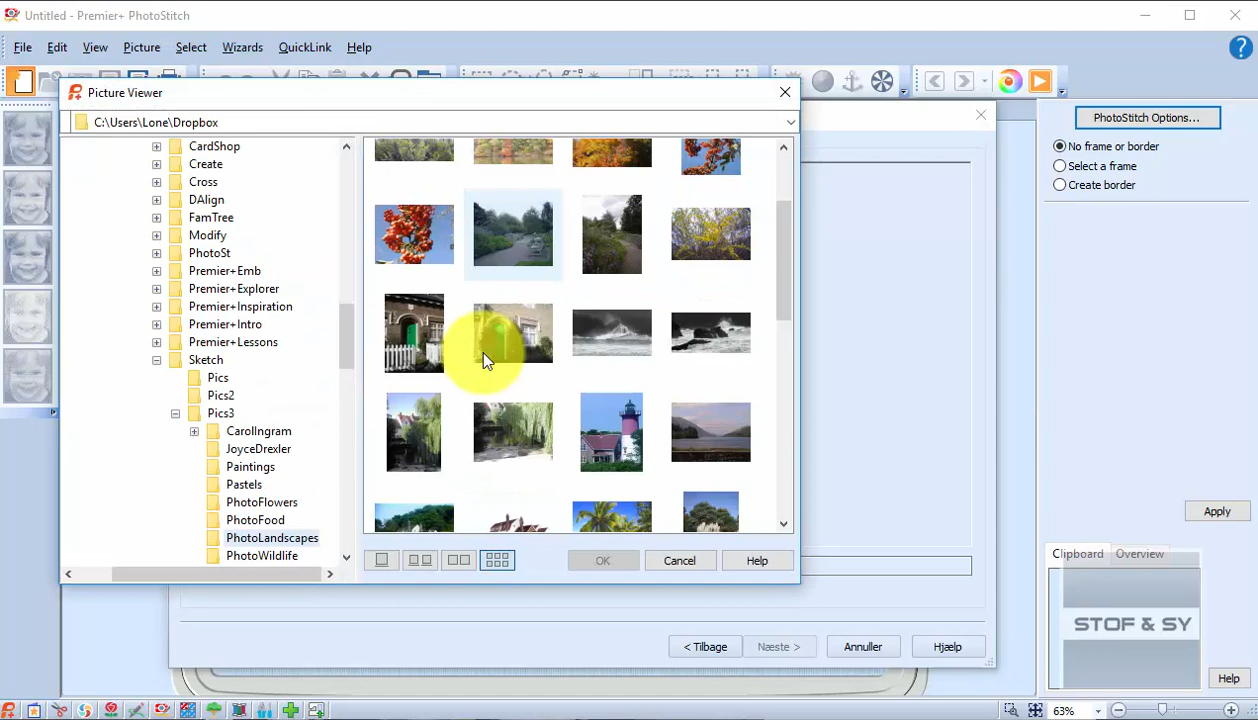 Untitled - Premier+ PhotoStitch
File Edit View Picture Select Wizards QuickLink Help
Picture Viewer
C:\Users\Lone\Dropbox
CardShop
Create
Cross
DAlign
FamTree
Modify
PhotoSt
Premier+Emb
Premier+Explorer
Premier+Inspiration
Premier+Intro
Premier+Lessons
Sketch
Pics
Pics2
Pics3
CarolIngram
JoyceDrexler
Paintings
Pastels
PhotoFlowers
PhotoFood
PhotoLandscapes
PhotoWildlife
OK Cancel Help
< Tilbage Næste > Annuller Hjælp
PhotoStitch Options...
No frame or border
Select a frame
Create border
Apply
Clipboard Overview
STOF & SY
Help
63%